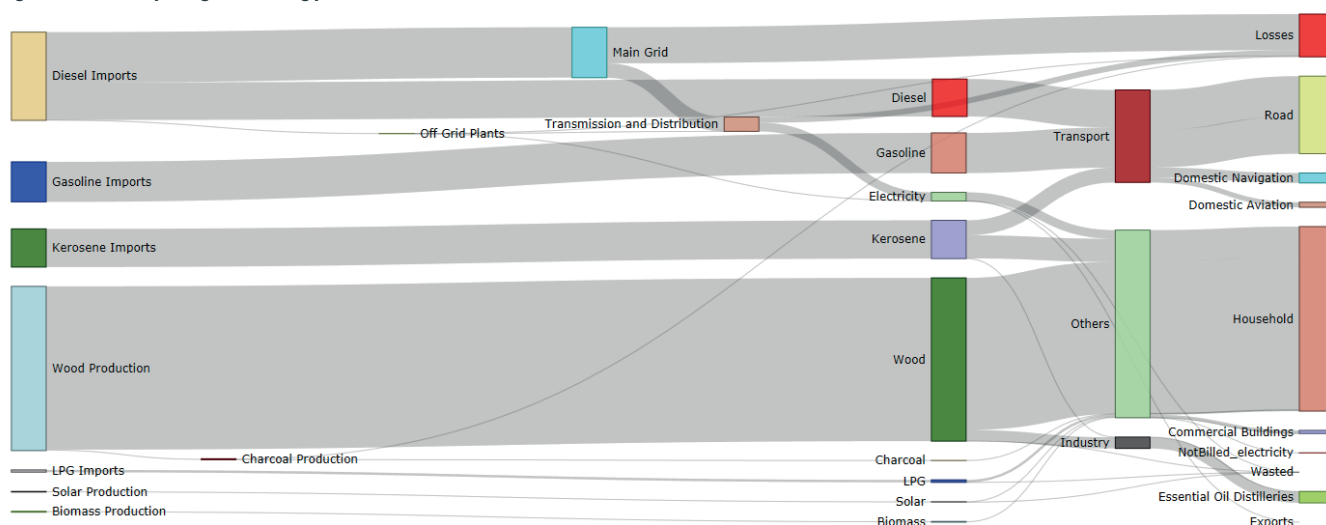 Losses
Main Grid
Diesel Imports
Diesel
Road
Transmission and Distribution
Off Grid Plants
Transport
Gasoline
Gasoline Imports
Domestic Navigation
Electricity
Domestic Aviation
Kerosene
Kerosene Imports
Household
Others
Wood
Wood Production
Commercial Buildings
Industry
NotBilled_electricity
Charcoal Production
Charcoal
LPG Imports
Wasted
LPG
Solar Production
Essential Oil Distilleries
Solar
Biomass Production
Biomass
Exports